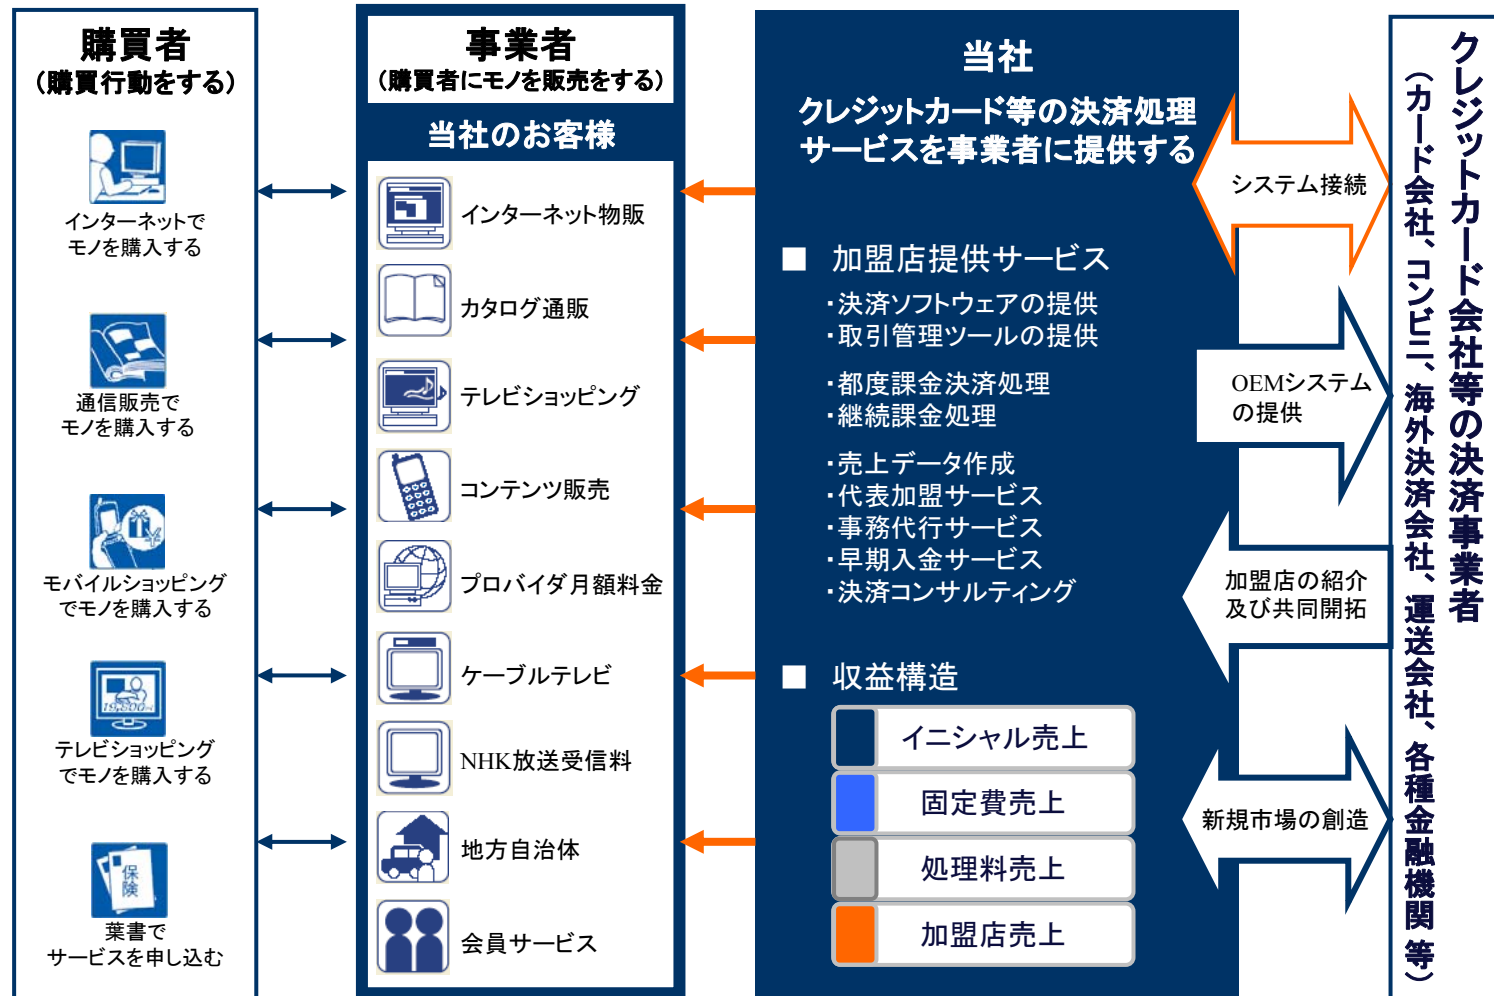 購買者
（購買行動をする）
インターネットで
モノを購入する
通信販売で
モノを購入する
モバイルショッピング
でモノを購入する
19,800
テレビショッピング
でモノを購入する
保険
葉書で
サービスを申し込む
事業者
（購買者にモノを販売をする）
当社のお客様
インターネット物販
カタログ通販
テレビショッピング
コンテンツ販売
プロバイダ月額料金
ケーブルテレビ
NHK放送受信料
地方自治体
会員サービス
当社
クレジットカード等の決済処理
サービスを事業者に提供する
■ 加盟店提供サービス
・決済ソフトウェアの提供
・取引管理ツールの提供
・都度課金決済処理
・継続課金処理
・売上データ作成
・代表加盟サービス
・事務代行サービス
・早期入金サービス
・決済コンサルティング
■ 収益構造
イニシャル売上
固定費売上
処理料売上
加盟店売上
システム接続
OEMシステム
の提供
加盟店の紹介
及び共同開拓
新規市場の創造
クレジットカード会社等の決済事業者
（カード会社、コンビニ、海外決済会社、運送会社、各種金融機関 等）